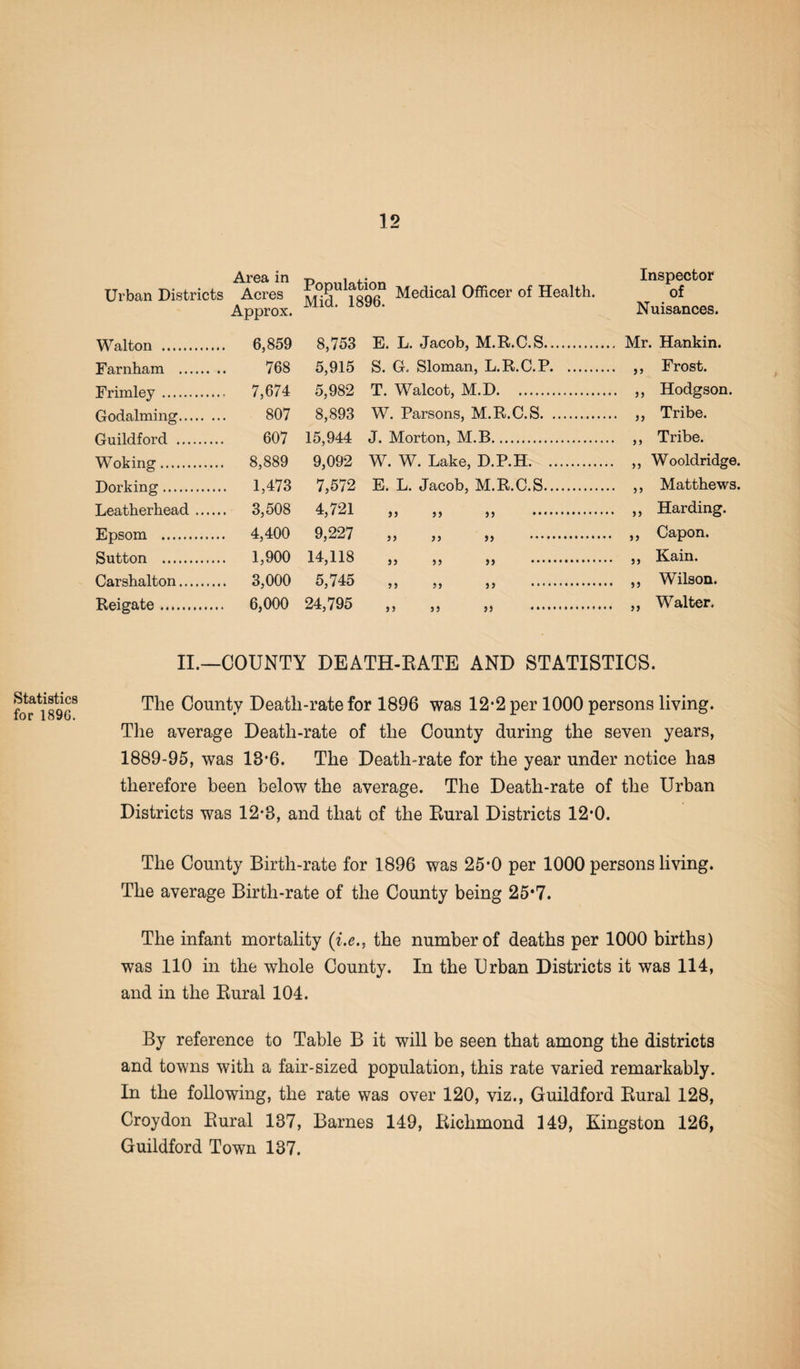 12
Urban Districts Area in Acres Approx. Population Mid. 1896. Medical Officer of Health. Inspector of Nuisances.
Walton ............ 6,859 8,753 E. L. Jacob, M.R.C.S............. Mr. Hankin.
Farnham ......... 768 5,915 S. G. Sloman, L.R.C.P. .......... ,, Frost.
Frimley ............ 7,674 5,982 T. Walcot, M.D. .................. ,, Hodgson.
Godalming........ 807 8,893 W. Parsons, M.R.C.S. ............ ,, Tribe.
Guildford ......... 607 15,944 J. Morton, M.B..................... ,, Tribe.
Woking............ 8,889 9,092 W. W. Lake, D.P.H. ............ ,, Wooldridge.
Dorking............ 1,473 7,572 E. L. Jacob, M.R.C.S............. ,, Matthews.
Leatherhead ...... 3,508 4,721 ,, ,, ,, ............... ,, Harding.
Epsom ............ 4,400 9,227 ,, ,, ,, ............... ,, Capon.
Sutton ............ 1,900 14,118 ,, ,, ,, ............... ,, Kain.
Carshalton......... 3,000 5,745 ,, ,, ,, ............... ,, Wilson.
Reigate ............ 6,000 24,795 ,, ,, ,, ............... ,, Walter.
II.—COUNTY DEATH-RATE AND STATISTICS.
Statistics for 1896.
The County Death-rate for 1896 was 12·2 per 1000 persons living.
The average Death-rate of the County during the seven years,
1889-95, was 13·6. The Death-rate for the year under notice has
therefore been below the average. The Death-rate of the Urban
Districts was 12·3, and that of the Rural Districts 12·0.
The County Birth-rate for 1896 was 25·0 per 1000 persons living.
The average Birth-rate of the County being 25·7.
The infant mortality (i.e., the number of deaths per 1000 births)
was 110 in the whole County. In the Urban Districts it was 114,
and in the Rural 104.
By reference to Table B it will be seen that among the districts
and towns with a fair-sized population, this rate varied remarkably.
In the following, the rate was over 120, viz., Guildford Rural 128,
Croydon Rural 137, Barnes 149, Richmond 149, Kingston 126,
Guildford Town 137.